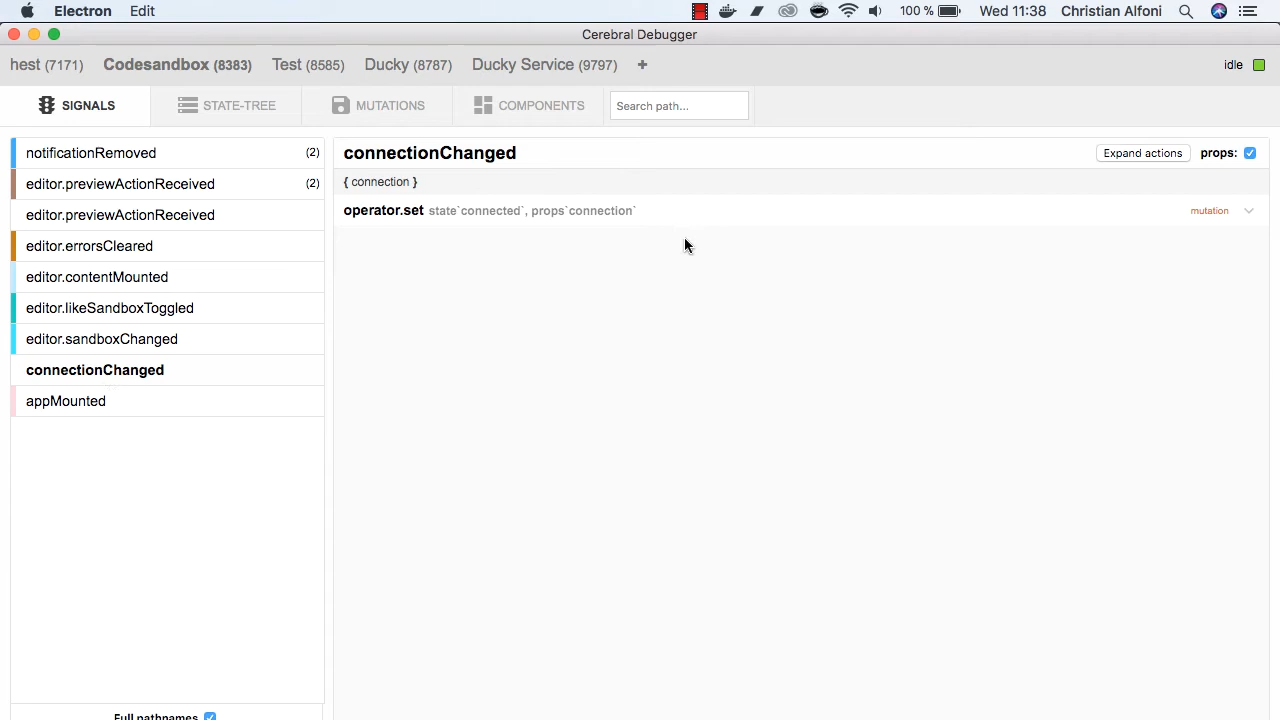 Electron Edit 100 % Wed 11:38 Christian Alfoni
Cerebral Debugger
hest (7171) Codesandbox (8383) Test (8585) Ducky (8787) Ducky Service (9797) + idle
SIGNALS STATE-TREE MUTATIONS COMPONENTS Search path...
notificationRemoved (2)
editor.previewActionReceived (2)
editor.previewActionReceived
editor.errorsCleared
editor.contentMounted
editor.likeSandboxToggled
editor.sandboxChanged
connectionChanged
appMounted
Full pathnames
connectionChanged Expand actions props:
{ connection }
operator.set state`connected`, props`connection` mutation